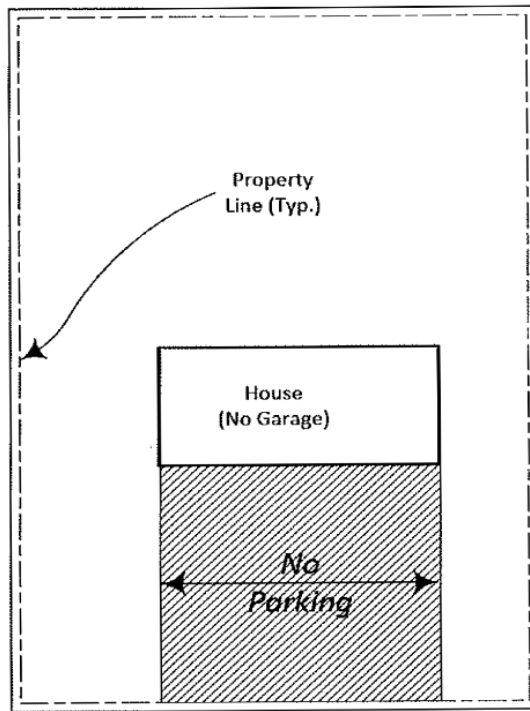 Property
Line (Typ.)
House
(No Garage)
No
Parking